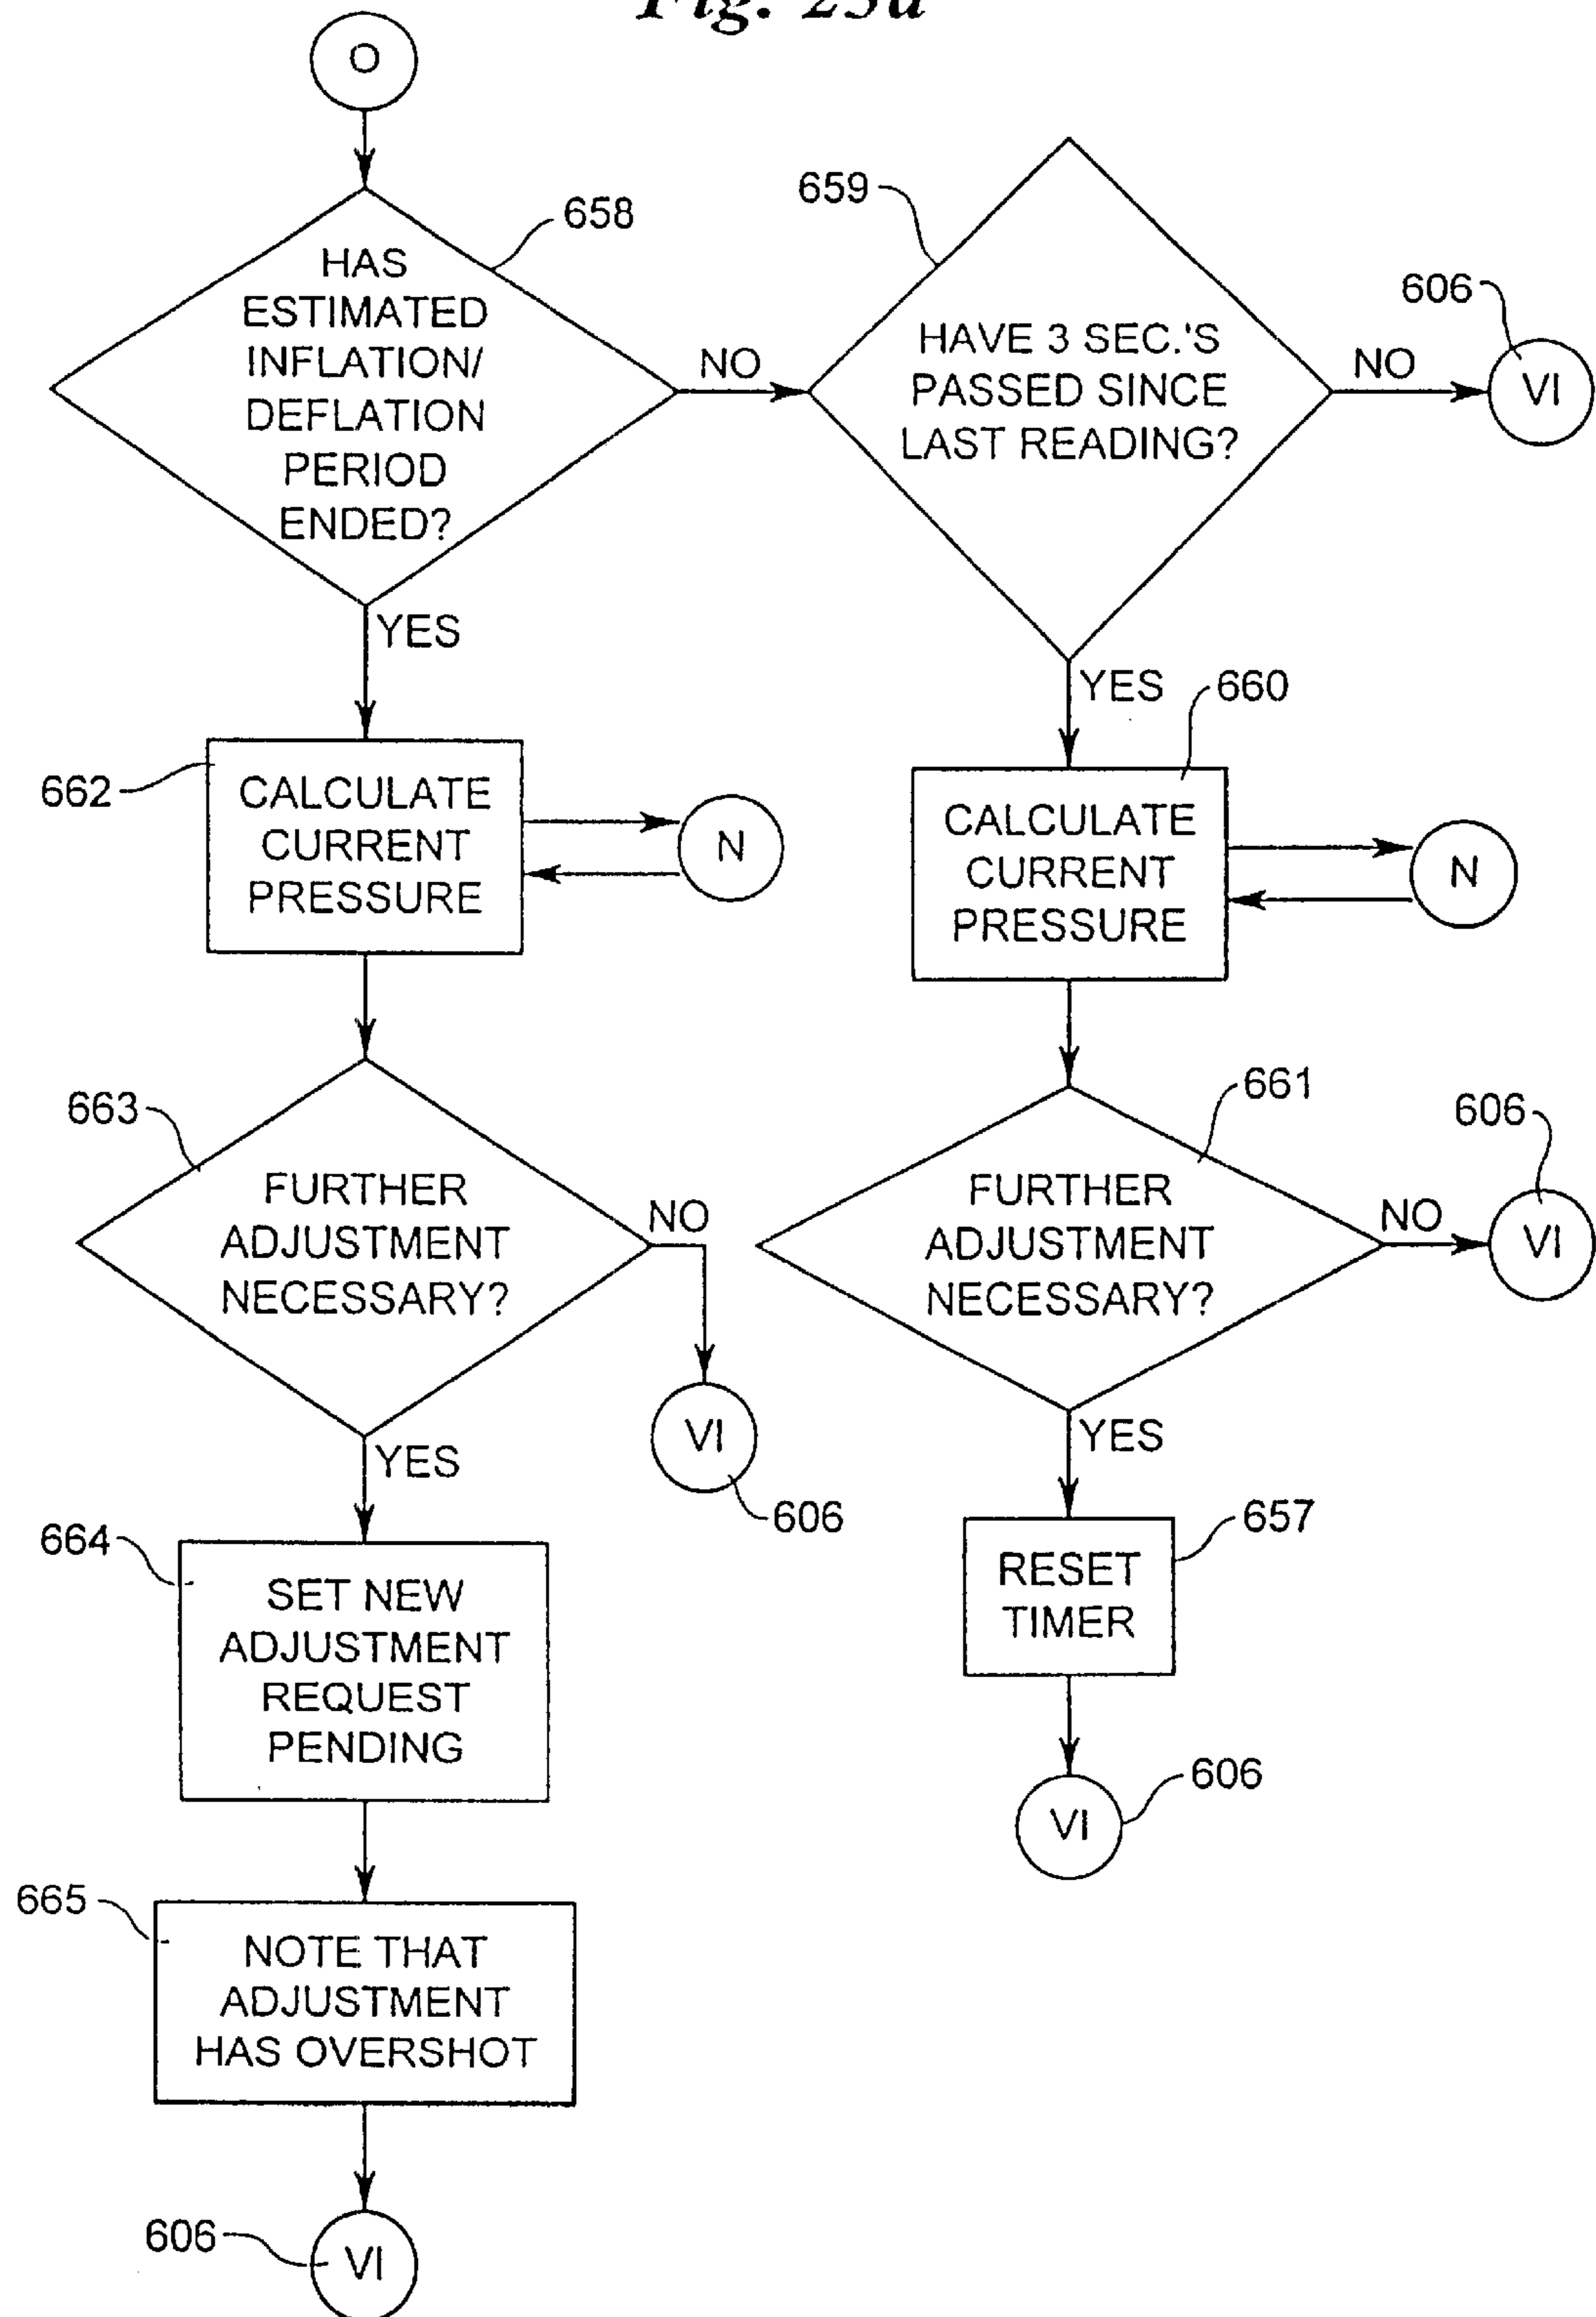 O
HAS
ESTIMATED
INFLATION/
DEFLATION
PERIOD
ENDED?
658
NO
659
HAVE 3 SEC.'S
PASSED SINCE
LAST READING?
NO
606
VI
YES
YES
662
CALCULATE
CURRENT
PRESSURE
N
660
CALCULATE
CURRENT
PRESSURE
N
663
FURTHER
ADJUSTMENT
NECESSARY?
NO
VI
606
661
FURTHER
ADJUSTMENT
NECESSARY?
NO
606
VI
YES
YES
664
SET NEW
ADJUSTMENT
REQUEST
PENDING
657
RESET
TIMER
VI
606
665
NOTE THAT
ADJUSTMENT
HAS OVERSHOT
606
VI